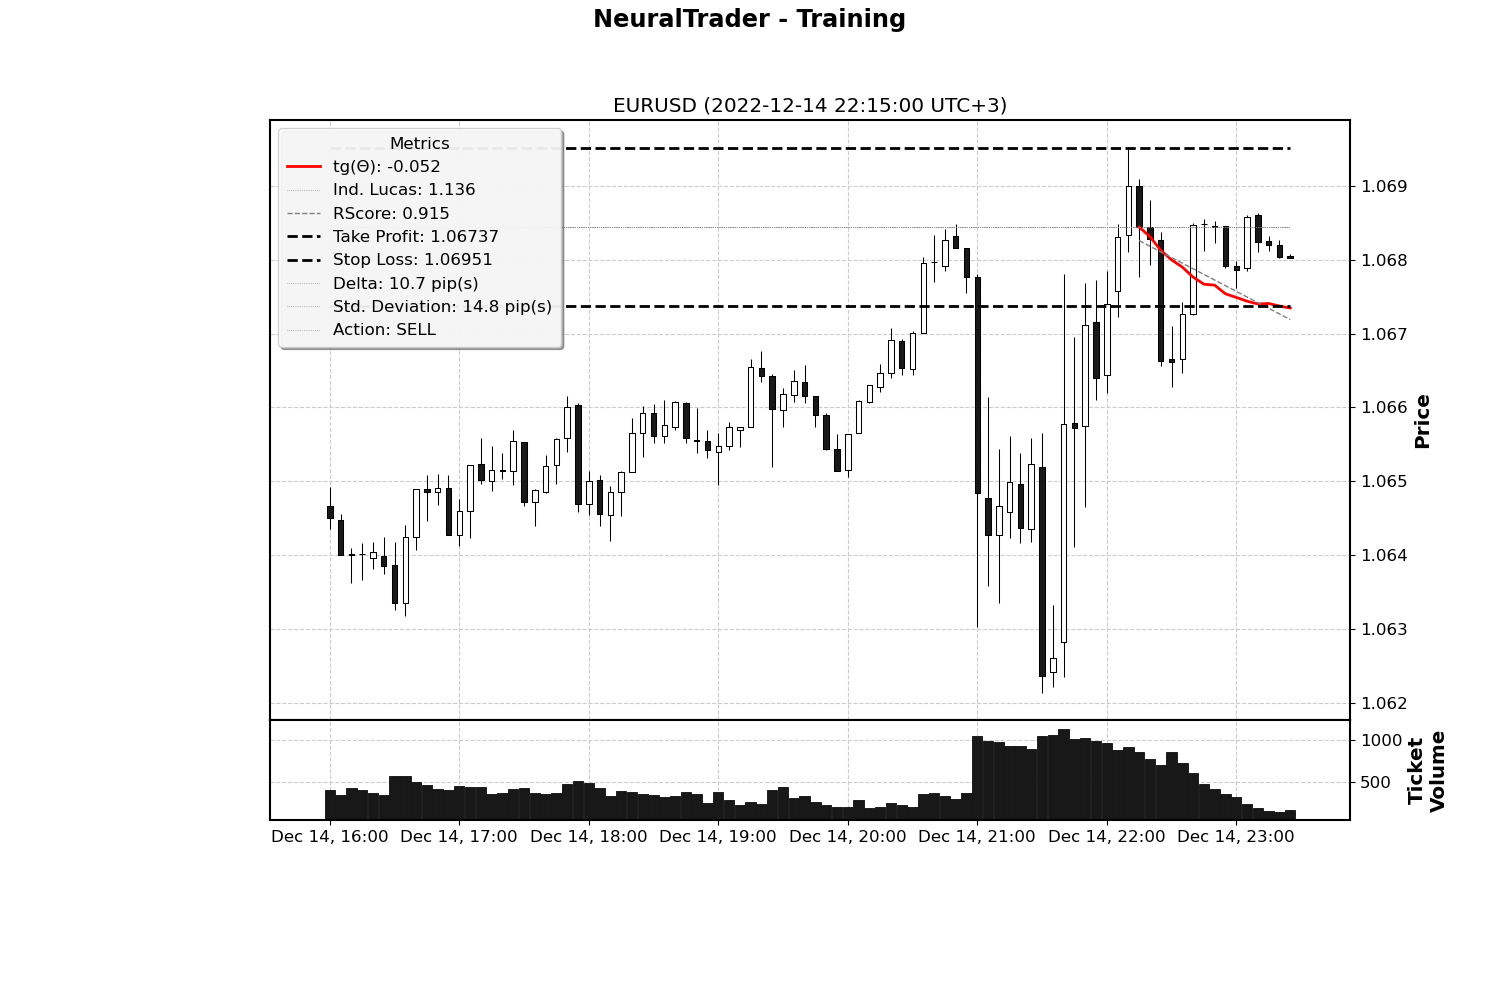 NeuralTrader - Training
EURUSD (2022-12-14 22:15:00 UTC+3)
Metrics
tg(Θ): -0.052
Ind. Lucas: 1.136
RScore: 0.915
Take Profit: 1.06737
Stop Loss: 1.06951
Delta: 10.7 pip(s)
Std. Deviation: 14.8 pip(s)
Action: SELL
1.069
1.068
1.067
1.066
1.065
1.064
1.063
1.062
Price
1000
500
Ticket
Volume
Dec 14, 16:00 Dec 14, 17:00 Dec 14, 18:00 Dec 14, 19:00 Dec 14, 20:00 Dec 14, 21:00 Dec 14, 22:00 Dec 14, 23:00